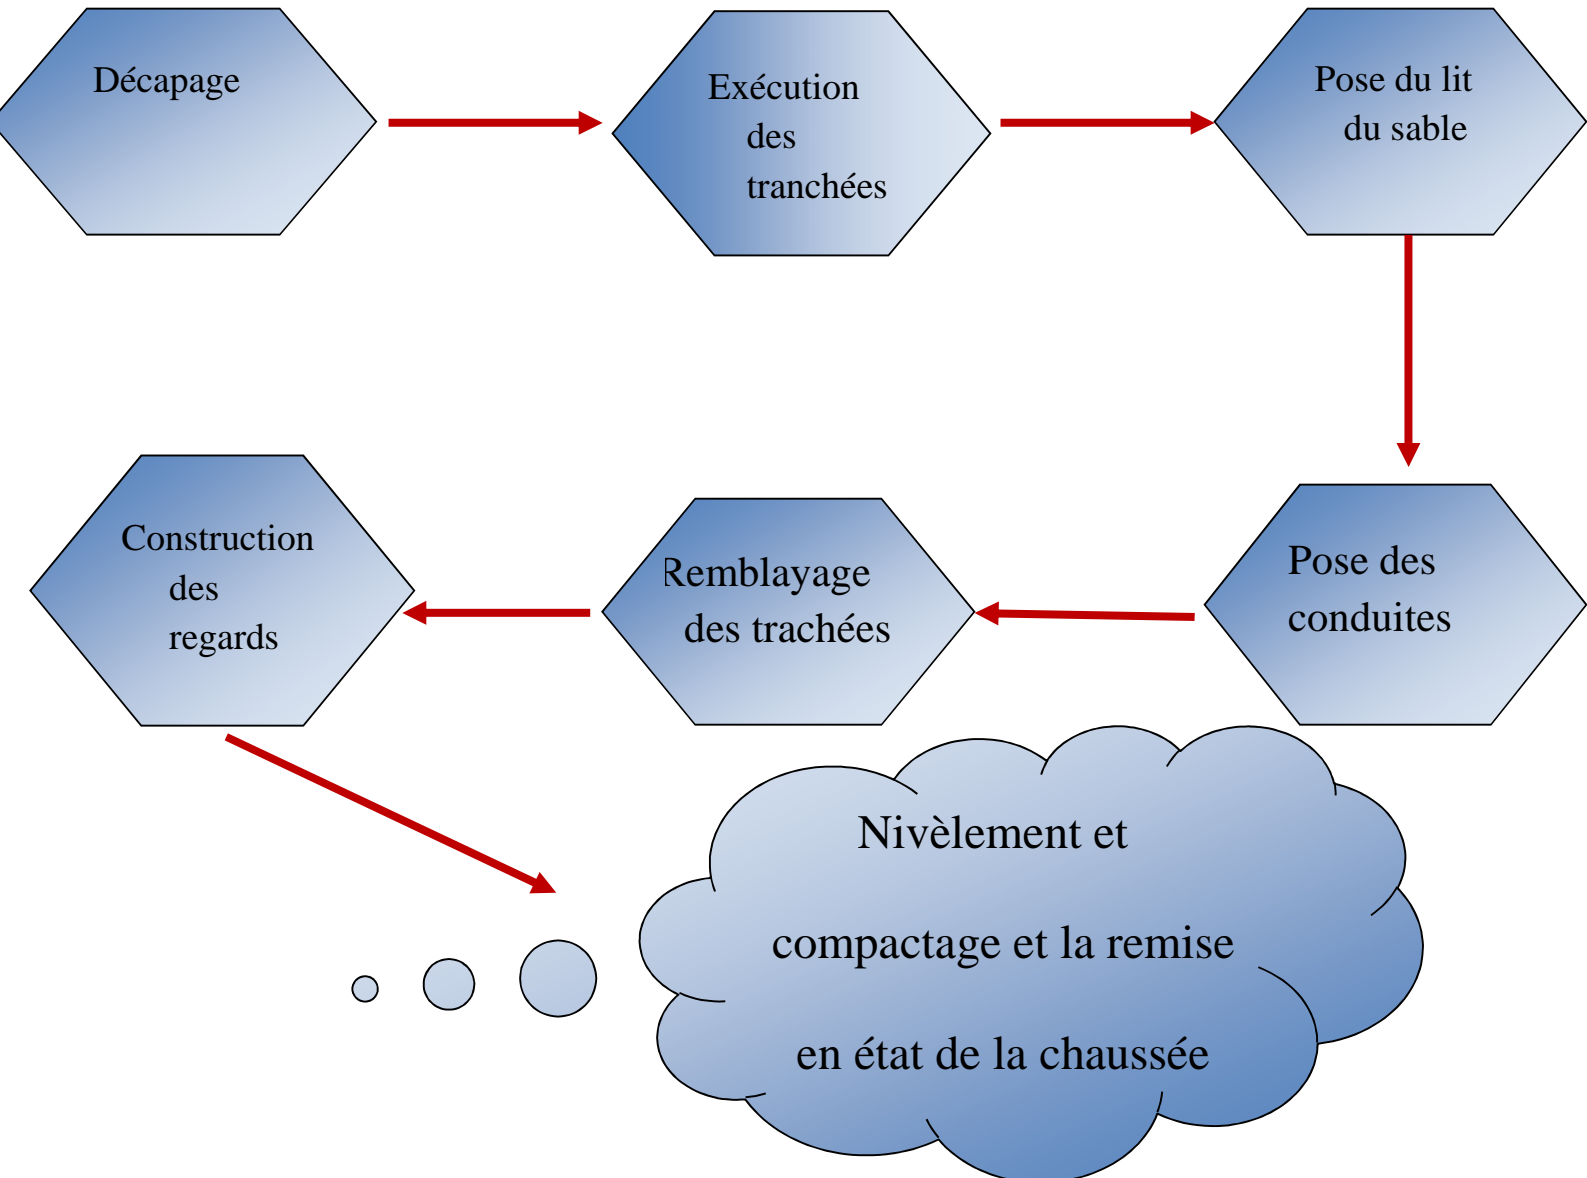 Décapage
Exécution
des
tranchées
Pose du lit
du sable
Pose des
conduites
Remblayage
des trachées
Construction
des
regards
Nivèlement et
compactage et la remise
en état de la chaussée